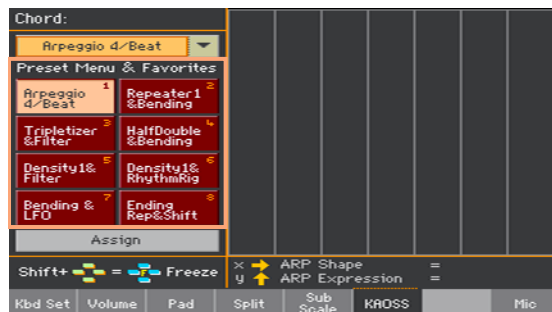 Chord:
Arpeggio 4/Beat
Preset Menu & Favorites
Arpeggio 4/Beat 1
Repeater1 &Bending 2
Tripletizer &Filter 3
HalfDouble &Bending 4
Density1& Filter 5
Density1& RhythmRig 6
Bending & LFO 7
Ending Rep&Shift 8
Assign
Shift+ = F Freeze
x ARP Shape =
y ARP Expression =
Kbd Set Volume Pad Split Sub Scale KAOSS Mic